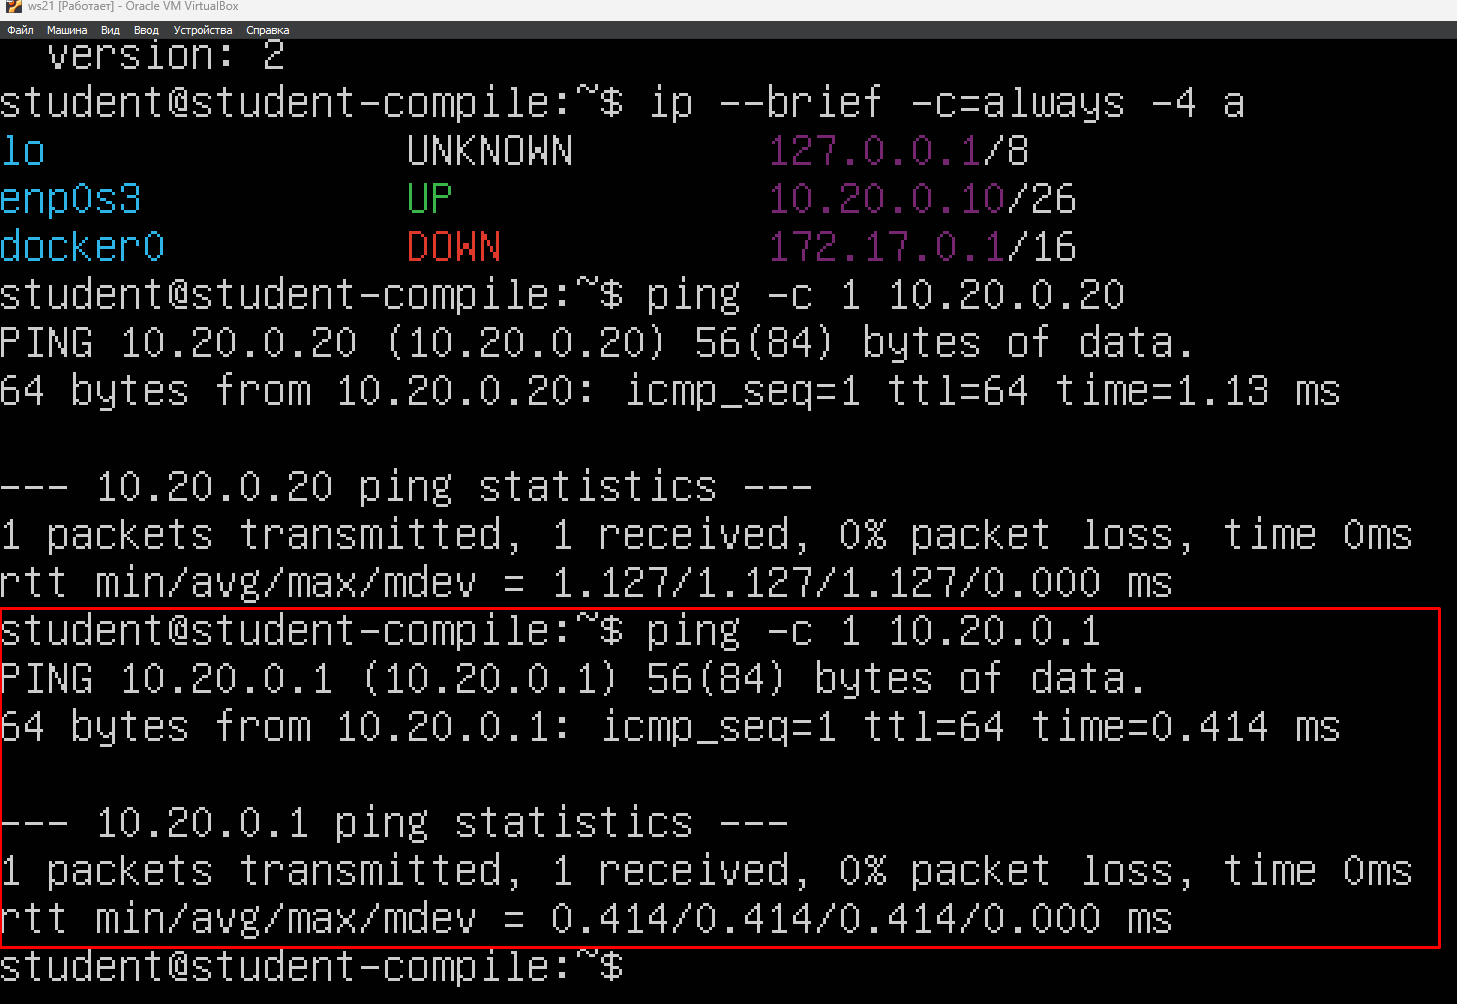 ws21 [Работает] - Oracle VM VirtualBox
Файл Машина Вид Ввод Устройства Справка
version: 2
student@student-compile:~$ ip --brief -c=always -4 a
lo UNKNOWN 127.0.0.1/8
enp0s3 UP 10.20.0.10/26
docker0 DOWN 172.17.0.1/16
student@student-compile:~$ ping -c 1 10.20.0.20
PING 10.20.0.20 (10.20.0.20) 56(84) bytes of data.
64 bytes from 10.20.0.20: icmp_seq=1 ttl=64 time=1.13 ms
--- 10.20.0.20 ping statistics ---
1 packets transmitted, 1 received, 0% packet loss, time 0ms
rtt min/avg/max/mdev = 1.127/1.127/1.127/0.000 ms
student@student-compile:~$ ping -c 1 10.20.0.1
PING 10.20.0.1 (10.20.0.1) 56(84) bytes of data.
64 bytes from 10.20.0.1: icmp_seq=1 ttl=64 time=0.414 ms
--- 10.20.0.1 ping statistics ---
1 packets transmitted, 1 received, 0% packet loss, time 0ms
rtt min/avg/max/mdev = 0.414/0.414/0.414/0.000 ms
student@student-compile:~$